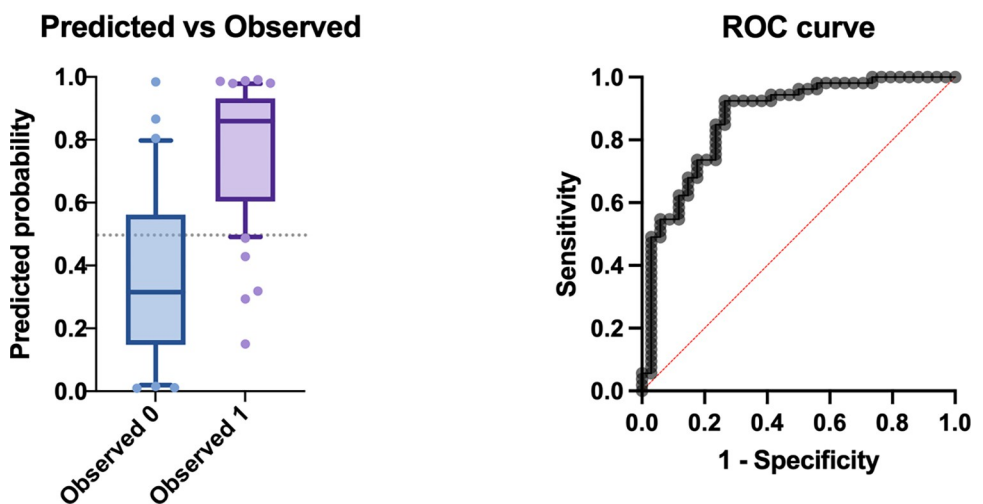 Predicted vs Observed
Predicted probability
1.0
0.8
0.6
0.4
0.2
0.0
Observed 0
Observed 1
ROC curve
Sensitivity
1.0
0.8
0.6
0.4
0.2
0.0
0.0 0.2 0.4 0.6 0.8 1.0
1 - Specificity